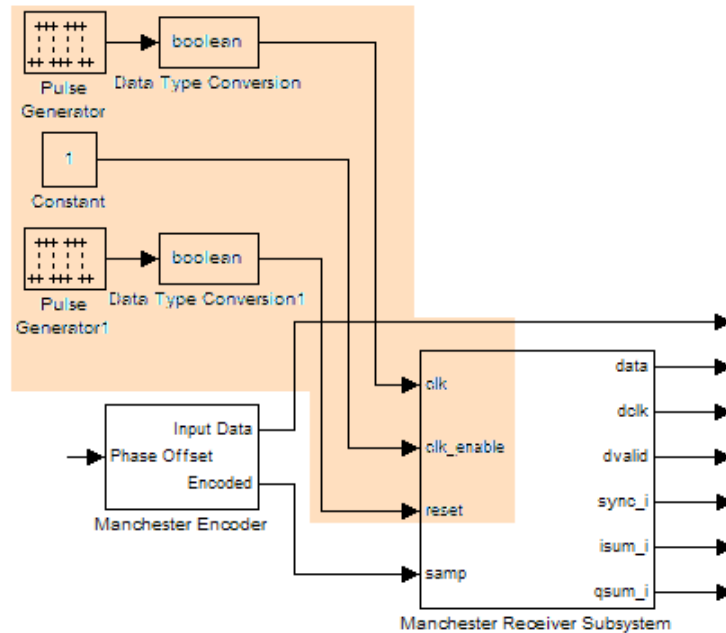 boolean
Pulse
Generator
Data Type Conversion
1
Constant
boolean
Pulse
Generator1
Data Type Conversion1
Input Data
Phase Offset
Encoded
Manchester Encoder
clk
clk_enable
reset
samp
data
dclk
dvalid
sync_i
isum_i
qsum_i
Manchester Receiver Subsystem